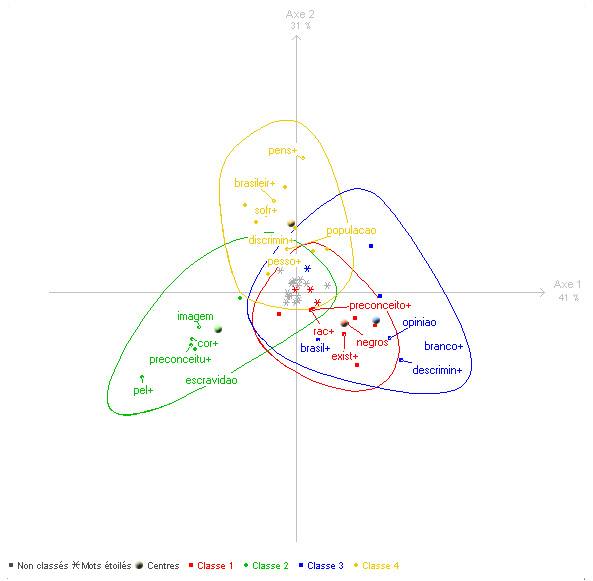 Axe 2
31 %
pens+
brasileir+
sofr+
populacao
discrimin+
pesso+
Axe 1
41 %
preconceito+
imagem
opiniao
rac+
cor+
negros
brasil+
branco+
preconceitu+
exist+
descrimin+
escravidao
pel+
Non classés Mots étoilés Centres Classe 1 Classe 2 Classe 3 Classe 4